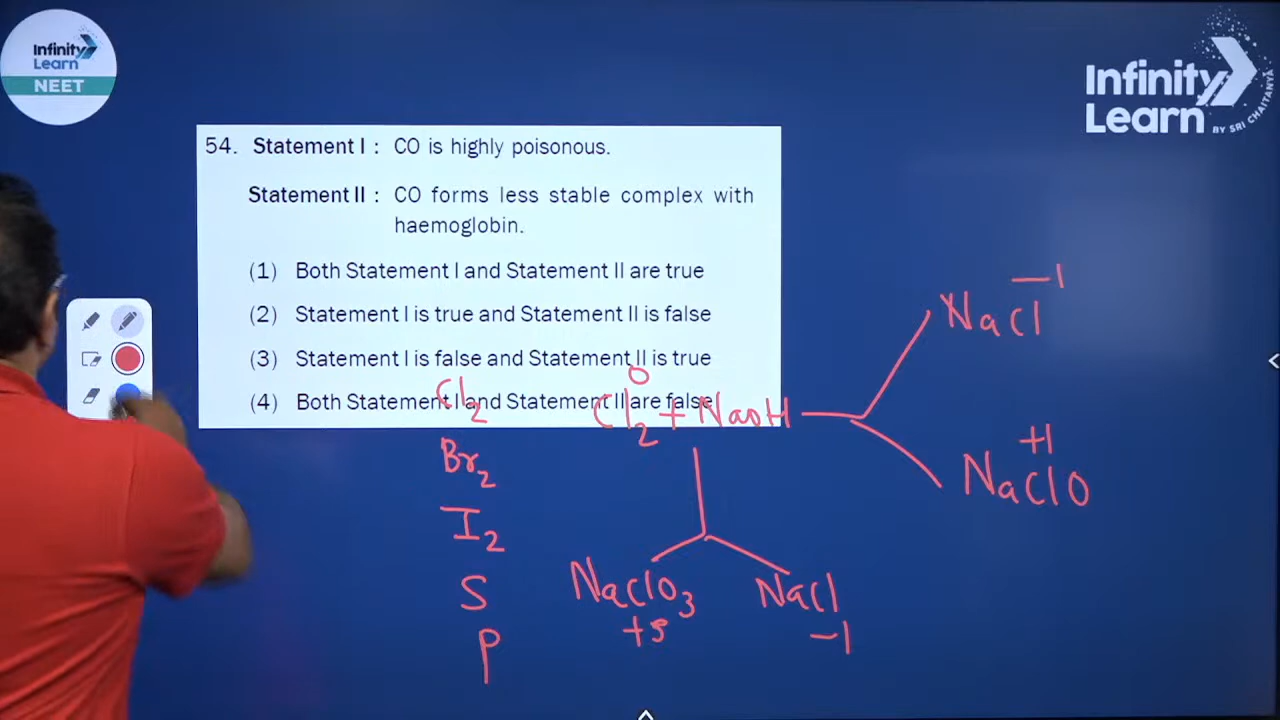 Infinity
Learn
NEET
Infinity
Learn
BY SRI CHAITANYA
54. Statement I : CO is highly poisonous.
Statement II : CO forms less stable complex with
haemoglobin.
(1) Both Statement I and Statement II are true
(2) Statement I is true and Statement II is false
(3) Statement I is false and Statement II is true
(4) Both Statement I and Statement II are false
Cl2
Br2
I2
S
P
0
Cl2 + NaOH
−1
NaCl
+1
NaClO
NaClO3
+5
NaCl
−1